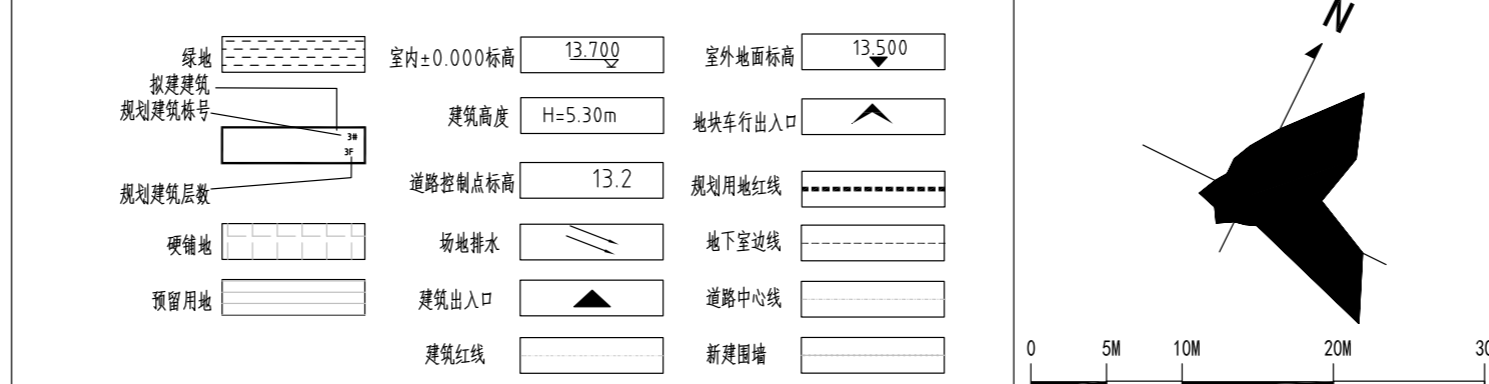 绿地
拟建建筑
规划建筑栋号
3#
3F
规划建筑层数
硬铺地
预留用地
室内±0.000标高
13.700
建筑高度
H=5.30m
道路控制点标高
13.2
场地排水
建筑出入口
建筑红线
室外地面标高
13.500
地块车行出入口
规划用地红线
地下室边线
道路中心线
新建围墙
N
0 5M 10M 20M 30